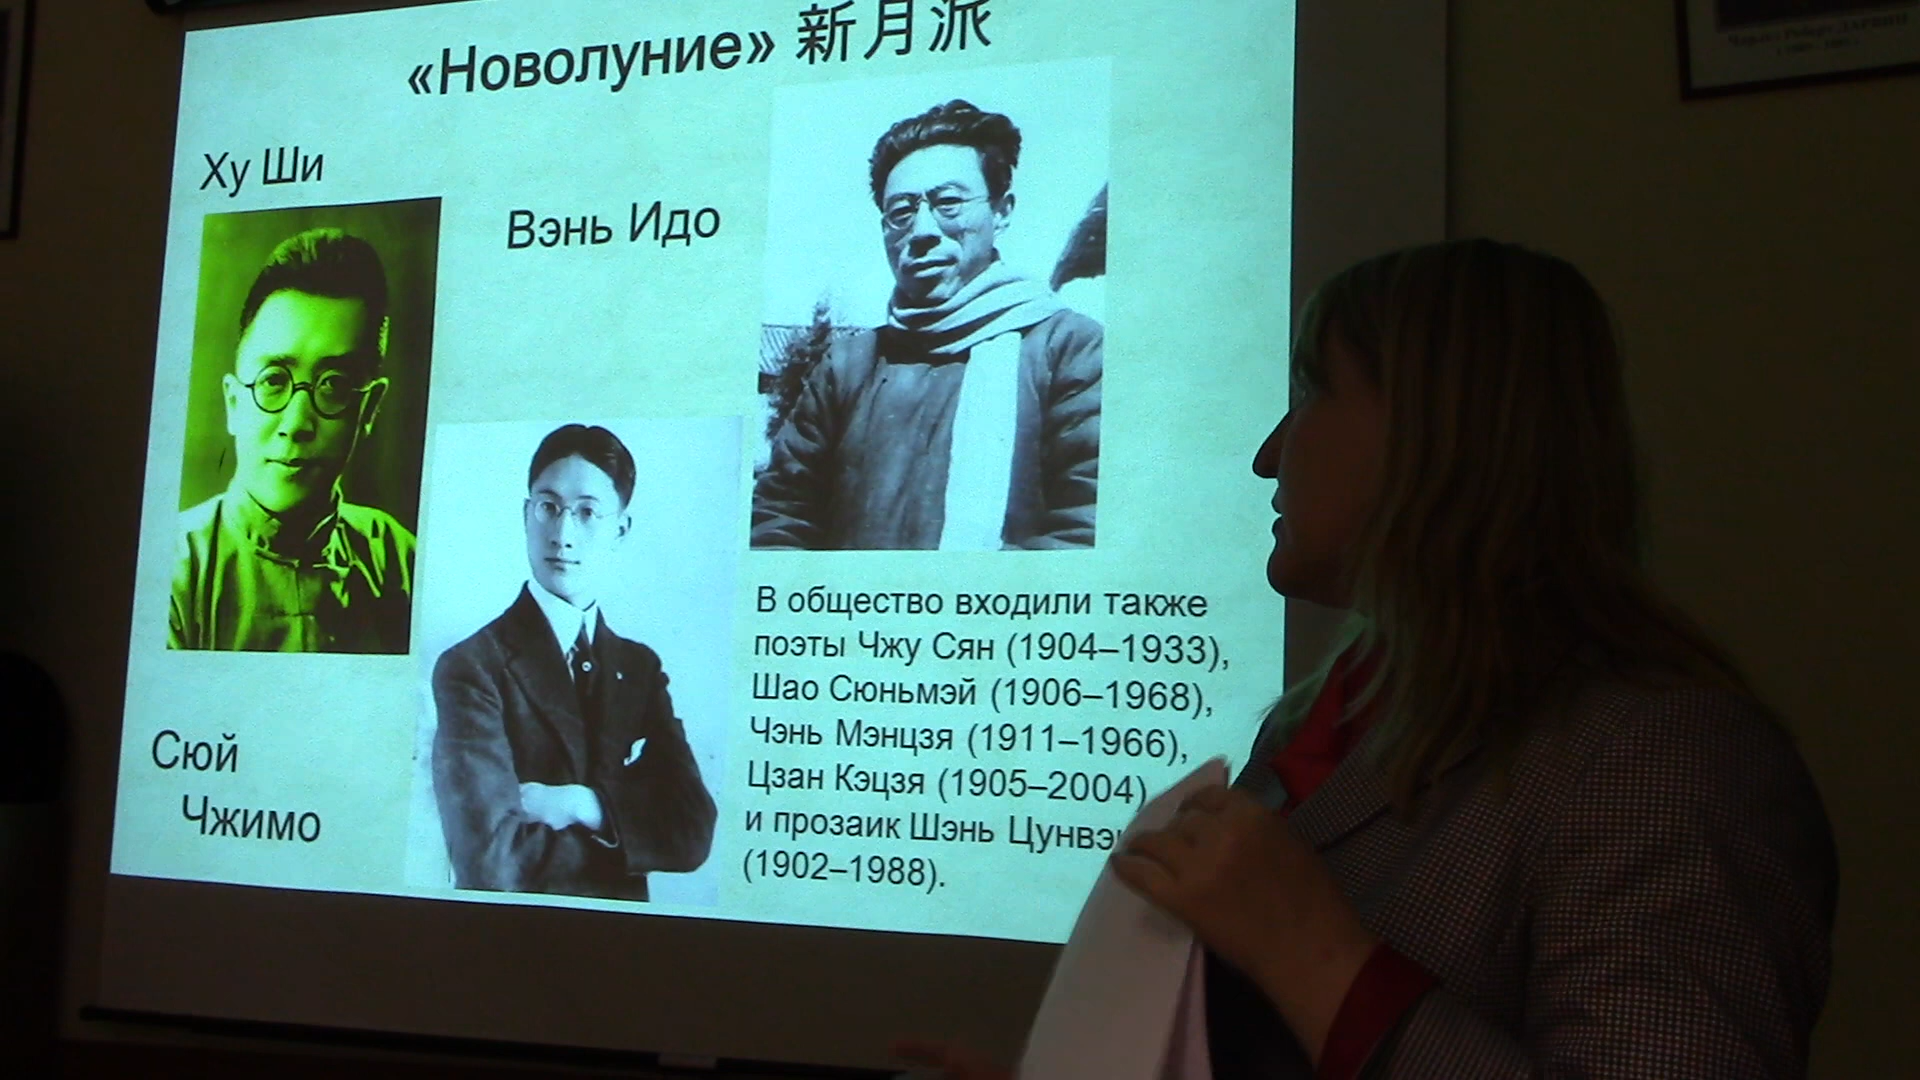 «Новолуние» 新月派
Ху Ши
Вэнь Идо
Сюй
Чжимо
В общество входили также
поэты Чжу Сян (1904–1933),
Шао Сюньмэй (1906–1968),
Чэнь Мэнцзя (1911–1966),
Цзан Кэцзя (1905–2004)
и прозаик Шэнь
(1902–1988).